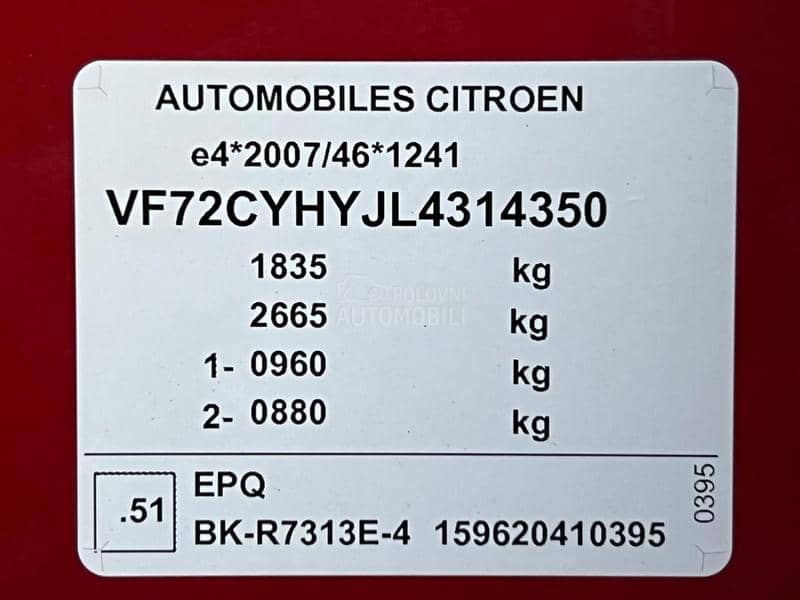 AUTOMOBILES CITROEN
e4*2007/46*1241
VF72CYHYJL4314350
1835 kg
2665 kg
1- 0960 kg
2- 0880 kg
.51
EPQ
BK-R7313E-4 159620410395
0395
POLOVNI
AUTOMOBILI